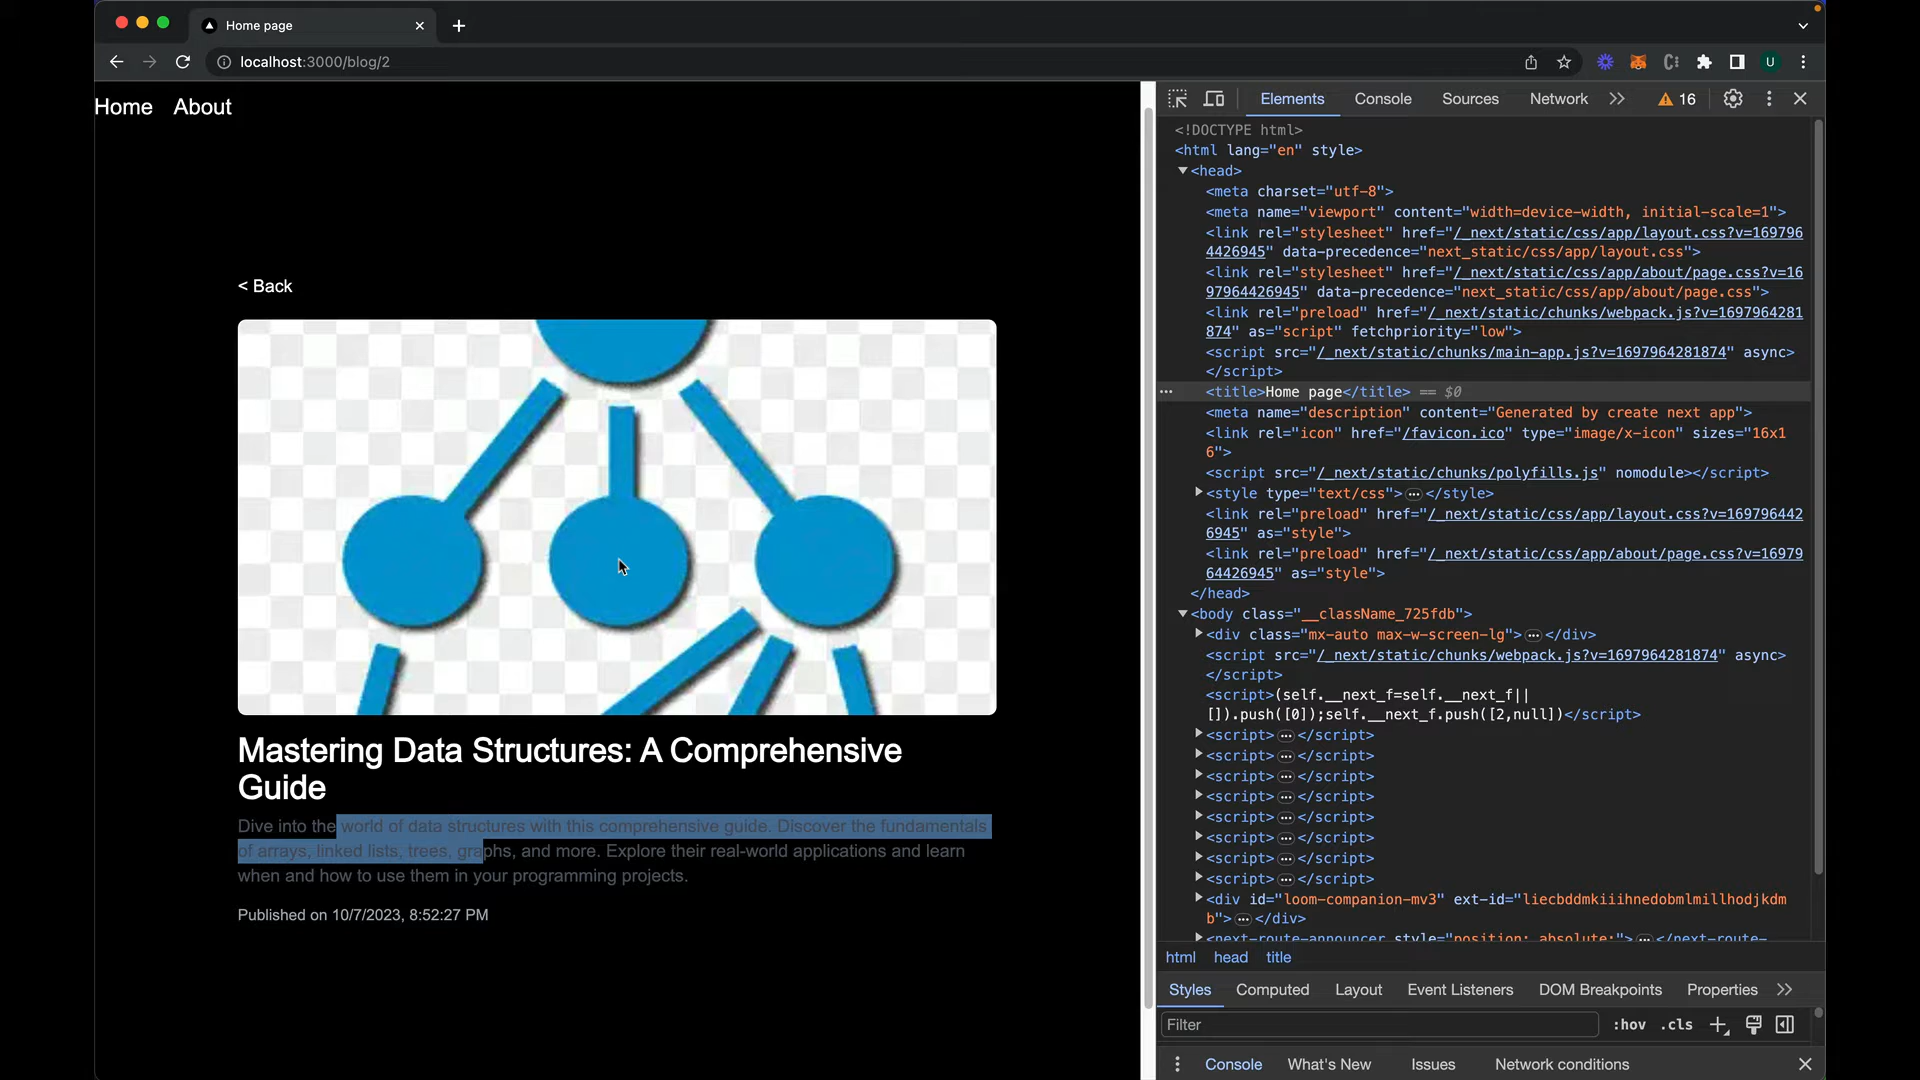 Home page
localhost:3000/blog/2
U
Home About
< Back
Mastering Data Structures: A Comprehensive
Guide
Dive into the world of data structures with this comprehensive guide. Discover the fundamentals
of arrays, linked lists, trees, graphs, and more. Explore their real-world applications and learn
when and how to use them in your programming projects.
Published on 10/7/2023, 8:52:27 PM
Elements Console Sources Network 16
<!DOCTYPE html>
<html lang="en" style>
<head>
<meta charset="utf-8">
<meta name="viewport" content="width=device-width, initial-scale=1">
<link rel="stylesheet" href="/_next/static/css/app/layout.css?v=169796
4426945" data-precedence="next_static/css/app/layout.css">
<link rel="stylesheet" href="/_next/static/css/app/about/page.css?v=16
97964426945" data-precedence="next_static/css/app/about/page.css">
<link rel="preload" href="/_next/static/chunks/webpack.js?v=1697964281
874" as="script" fetchpriority="low">
<script src="/_next/static/chunks/main-app.js?v=1697964281874" async>
</script>
<title>Home page</title> == $0
<meta name="description" content="Generated by create next app">
<link rel="icon" href="/favicon.ico" type="image/x-icon" sizes="16x1
6">
<script src="/_next/static/chunks/polyfills.js" nomodule></script>
<style type="text/css"> … </style>
<link rel="preload" href="/_next/static/css/app/layout.css?v=169796442
6945" as="style">
<link rel="preload" href="/_next/static/css/app/about/page.css?v=16979
64426945" as="style">
</head>
<body class="__className_725fdb">
<div class="mx-auto max-w-screen-lg"> … </div>
<script src="/_next/static/chunks/webpack.js?v=1697964281874" async>
</script>
<script>(self.__next_f=self.__next_f||
[]).push([0]);self.__next_f.push([2,null])</script>
<script> … </script>
<script> … </script>
<script> … </script>
<script> … </script>
<script> … </script>
<script> … </script>
<script> … </script>
<script> … </script>
<div id="loom-companion-mv3" ext-id="liecbddmkiiihnedobmlmillhodjkdm
b"> … </div>
<next-route-announcer style="position: absolute;"> … </next-route-
html head title
Styles Computed Layout Event Listeners DOM Breakpoints Properties
Filter :hov .cls
Console What's New Issues Network conditions